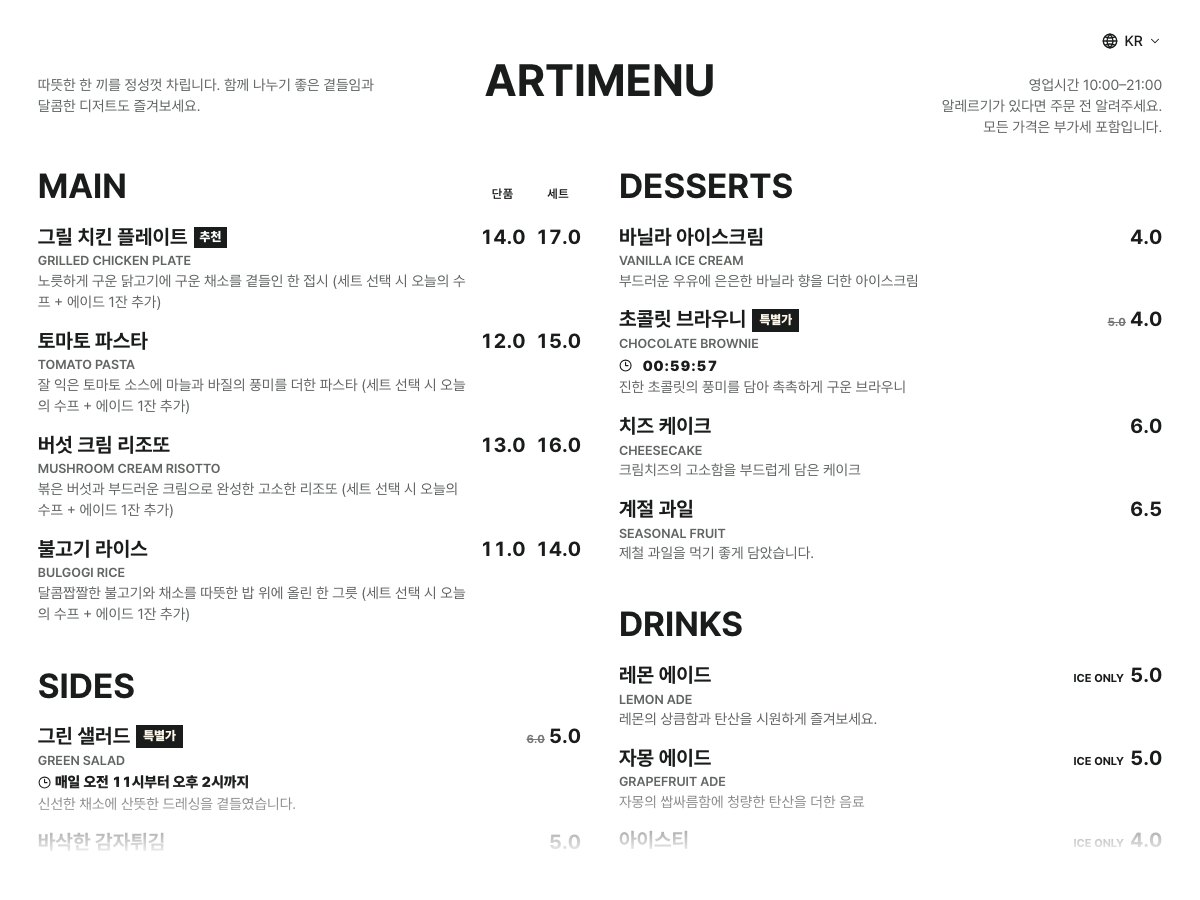 KR
따뜻한 한 끼를 정성껏 차립니다. 함께 나누기 좋은 곁들임과
달콤한 디저트도 즐겨보세요.
ARTIMENU
영업시간 10:00–21:00
알레르기가 있다면 주문 전 알려주세요.
모든 가격은 부가세 포함입니다.
MAIN 단품 세트
그릴 치킨 플레이트 추천 14.0 17.0
GRILLED CHICKEN PLATE
노릇하게 구운 닭고기에 구운 채소를 곁들인 한 접시 (세트 선택 시 오늘의 수
프 + 에이드 1잔 추가)
토마토 파스타 12.0 15.0
TOMATO PASTA
잘 익은 토마토 소스에 마늘과 바질의 풍미를 더한 파스타 (세트 선택 시 오늘
의 수프 + 에이드 1잔 추가)
버섯 크림 리조또 13.0 16.0
MUSHROOM CREAM RISOTTO
볶은 버섯과 부드러운 크림으로 완성한 고소한 리조또 (세트 선택 시 오늘의
수프 + 에이드 1잔 추가)
불고기 라이스 11.0 14.0
BULGOGI RICE
달콤짭짤한 불고기와 채소를 따뜻한 밥 위에 올린 한 그릇 (세트 선택 시 오늘
의 수프 + 에이드 1잔 추가)
SIDES
그린 샐러드 특별가 6.0 5.0
GREEN SALAD
매일 오전 11시부터 오후 2시까지
신선한 채소에 산뜻한 드레싱을 곁들였습니다.
바삭한 감자튀김 5.0
DESSERTS
바닐라 아이스크림 4.0
VANILLA ICE CREAM
부드러운 우유에 은은한 바닐라 향을 더한 아이스크림
초콜릿 브라우니 특별가 5.0 4.0
CHOCOLATE BROWNIE
00:59:57
진한 초콜릿의 풍미를 담아 촉촉하게 구운 브라우니
치즈 케이크 6.0
CHEESECAKE
크림치즈의 고소함을 부드럽게 담은 케이크
계절 과일 6.5
SEASONAL FRUIT
제철 과일을 먹기 좋게 담았습니다.
DRINKS
레몬 에이드 ICE ONLY 5.0
LEMON ADE
레몬의 상큼함과 탄산을 시원하게 즐겨보세요.
자몽 에이드 ICE ONLY 5.0
GRAPEFRUIT ADE
자몽의 쌉싸름함에 청량한 탄산을 더한 음료
아이스티 ICE ONLY 4.0